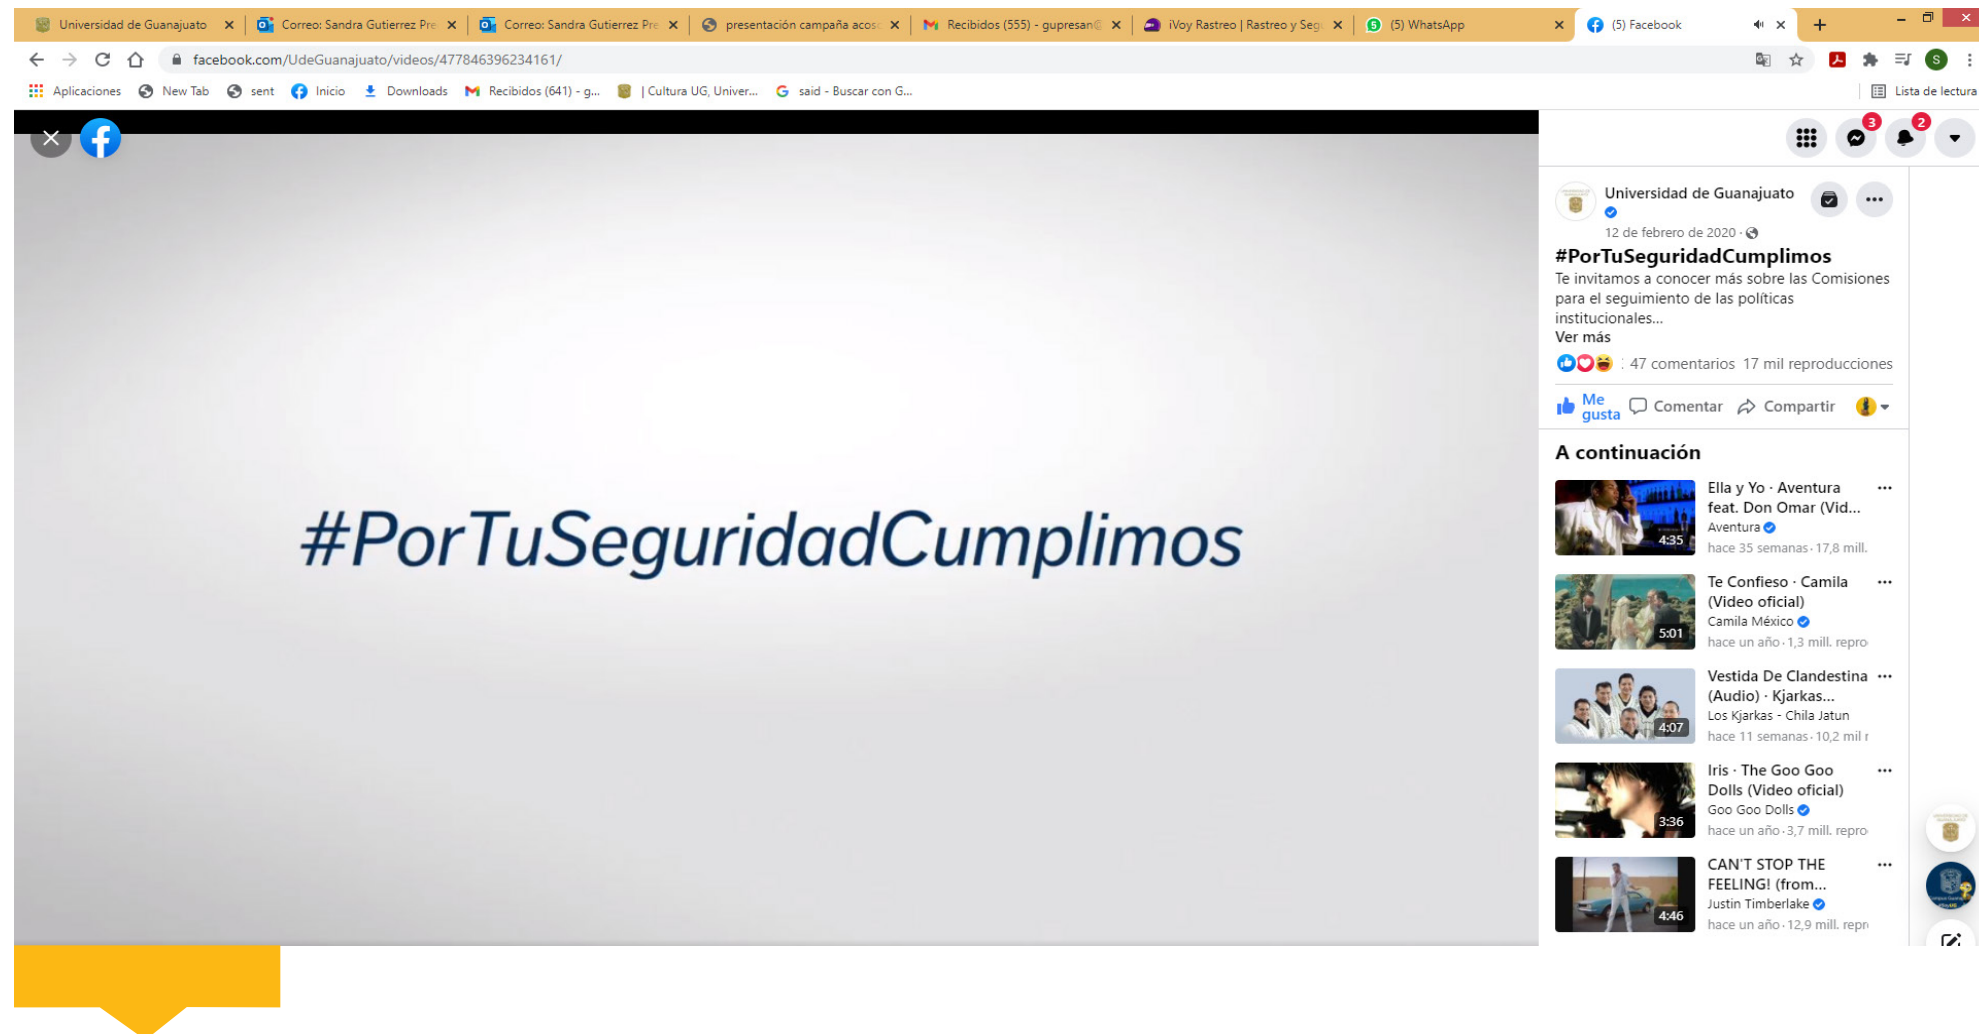 Universidad de Guanajuato
Correo: Sandra Gutierrez Pre
Correo: Sandra Gutierrez Pre
presentación campaña acoso
Recibidos (555) - gupresan@
iVoy Rastreo | Rastreo y Segu
(5) WhatsApp
(5) Facebook
facebook.com/UdeGuanajuato/videos/477846396234161/
S
Aplicaciones
New Tab
sent
Inicio
Downloads
Recibidos (641) - g...
| Cultura UG, Univer...
said - Buscar con G...
Lista de lectura
3
2
#PorTuSeguridadCumplimos
Universidad de Guanajuato
12 de febrero de 2020 ·
#PorTuSeguridadCumplimos
Te invitamos a conocer más sobre las Comisiones
para el seguimiento de las políticas
institucionales...
Ver más
47 comentarios 17 mil reproducciones
Me gusta
Comentar
Compartir
A continuación
Ella y Yo · Aventura
feat. Don Omar (Vid...
Aventura
hace 35 semanas · 17,8 mill.
4:35
Te Confieso · Camila
(Video oficial)
Camila México
hace un año · 1,3 mill. repro
5:01
Vestida De Clandestina
(Audio) · Kjarkas...
Los Kjarkas - Chila Jatun
hace 11 semanas · 10,2 mil r
4:07
Iris · The Goo Goo
Dolls (Video oficial)
Goo Goo Dolls
hace un año · 3,7 mill. repro
3:36
CAN'T STOP THE
FEELING! (from...
Justin Timberlake
hace un año · 12,9 mill. repr
4:46